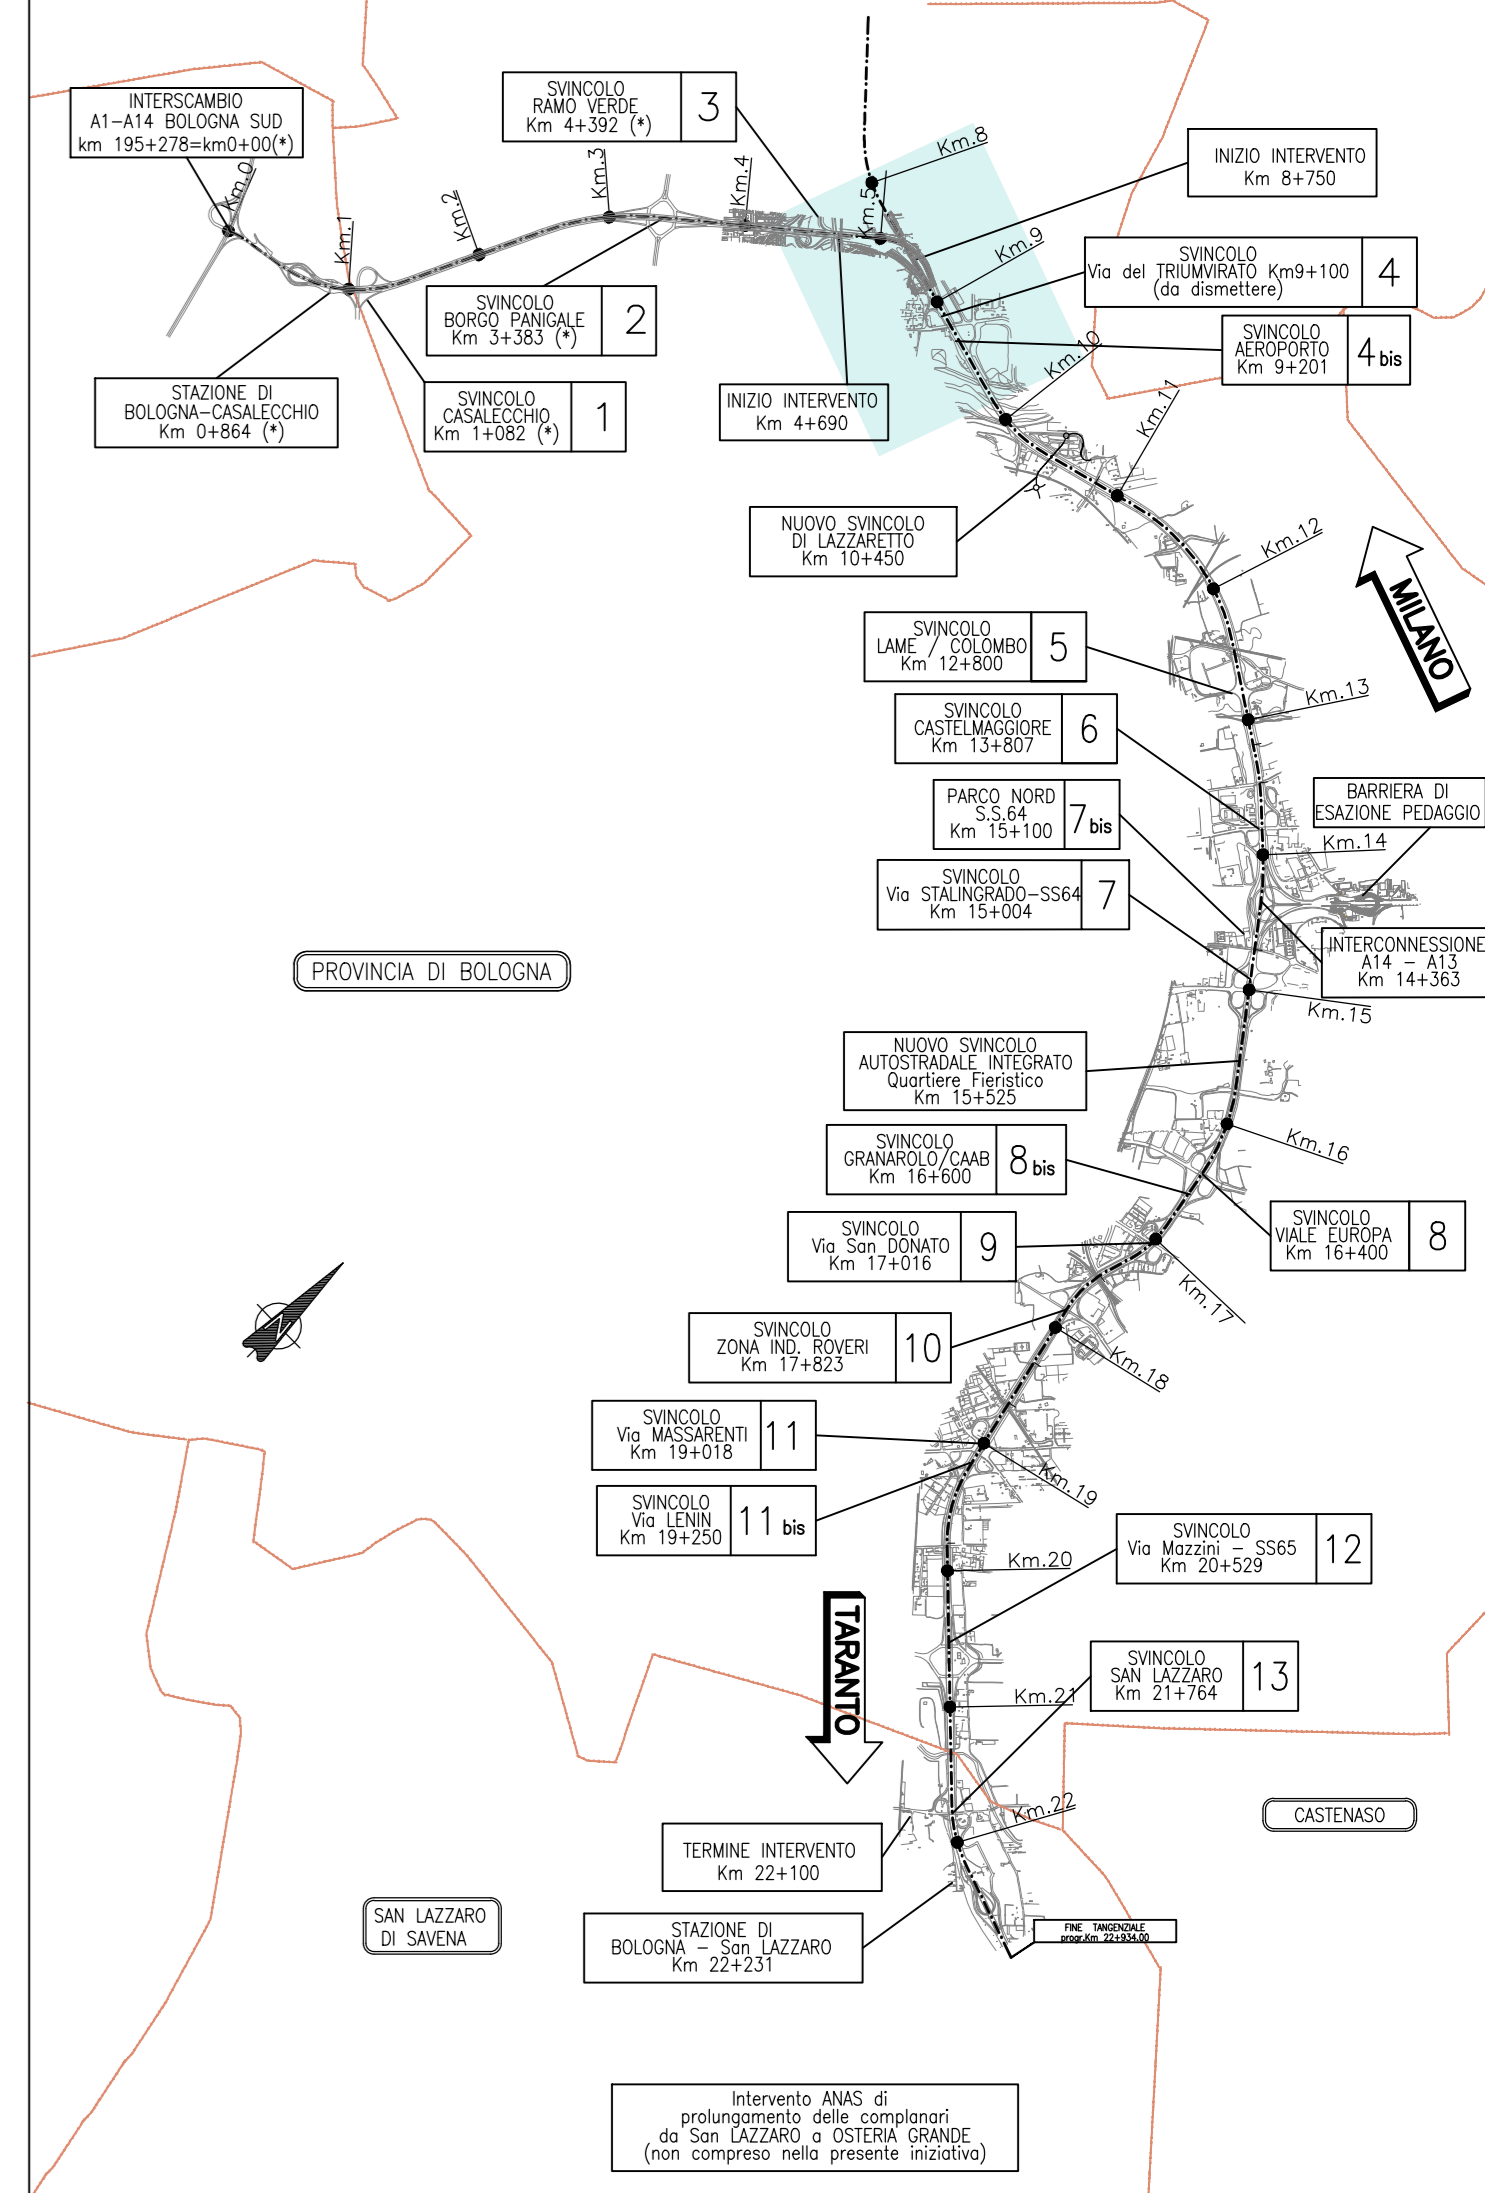 INTERSCAMBIO
A1-A14 BOLOGNA SUD
km 195+278=km0+00(*)
SVINCOLO
RAMO VERDE
Km 4+392 (*)
3
Km.0
Km.1
Km.2
Km.3
Km.4
Km.5
Km.8
INIZIO INTERVENTO
Km 8+750
Km.9
SVINCOLO
Via del TRIUMVIRATO Km9+100
(da dismettere)
4
SVINCOLO
BORGO PANIGALE
Km 3+383 (*)
2
SVINCOLO
AEROPORTO
Km 9+201
4 bis
Km.10
STAZIONE DI
BOLOGNA-CASALECCHIO
Km 0+864 (*)
SVINCOLO
CASALECCHIO
Km 1+082 (*)
1
INIZIO INTERVENTO
Km 4+690
Km.11
NUOVO SVINCOLO
DI LAZZARETTO
Km 10+450
Km.12
MILANO
SVINCOLO
LAME / COLOMBO
Km 12+800
5
Km.13
SVINCOLO
CASTELMAGGIORE
Km 13+807
6
PARCO NORD
S.S.64
Km 15+100
7 bis
BARRIERA DI
ESAZIONE PEDAGGIO
Km.14
SVINCOLO
Via STALINGRADO-SS64
Km 15+004
7
INTERCONNESSIONE
A14 - A13
Km 14+363
PROVINCIA DI BOLOGNA
Km.15
NUOVO SVINCOLO
AUTOSTRADALE INTEGRATO
Quartiere Fieristico
Km 15+525
Km.16
SVINCOLO
GRANAROLO/CAAB
Km 16+600
8 bis
SVINCOLO
VIALE EUROPA
Km 16+400
8
SVINCOLO
Via San DONATO
Km 17+016
9
Km.17
N
SVINCOLO
ZONA IND. ROVERI
Km 17+823
10
Km.18
SVINCOLO
Via MASSARENTI
Km 19+018
11
Km.19
SVINCOLO
Via LENIN
Km 19+250
11 bis
Km.20
SVINCOLO
Via Mazzini - SS65
Km 20+529
12
TARANTO
SVINCOLO
SAN LAZZARO
Km 21+764
13
Km.21
Km.22
CASTENASO
TERMINE INTERVENTO
Km 22+100
SAN LAZZARO
DI SAVENA
STAZIONE DI
BOLOGNA - San LAZZARO
Km 22+231
FINE TANGENZIALE
progr.Km 22+934.00
Intervento ANAS di
prolungamento delle complanari
da San LAZZARO a OSTERIA GRANDE
(non compreso nella presente iniziativa)